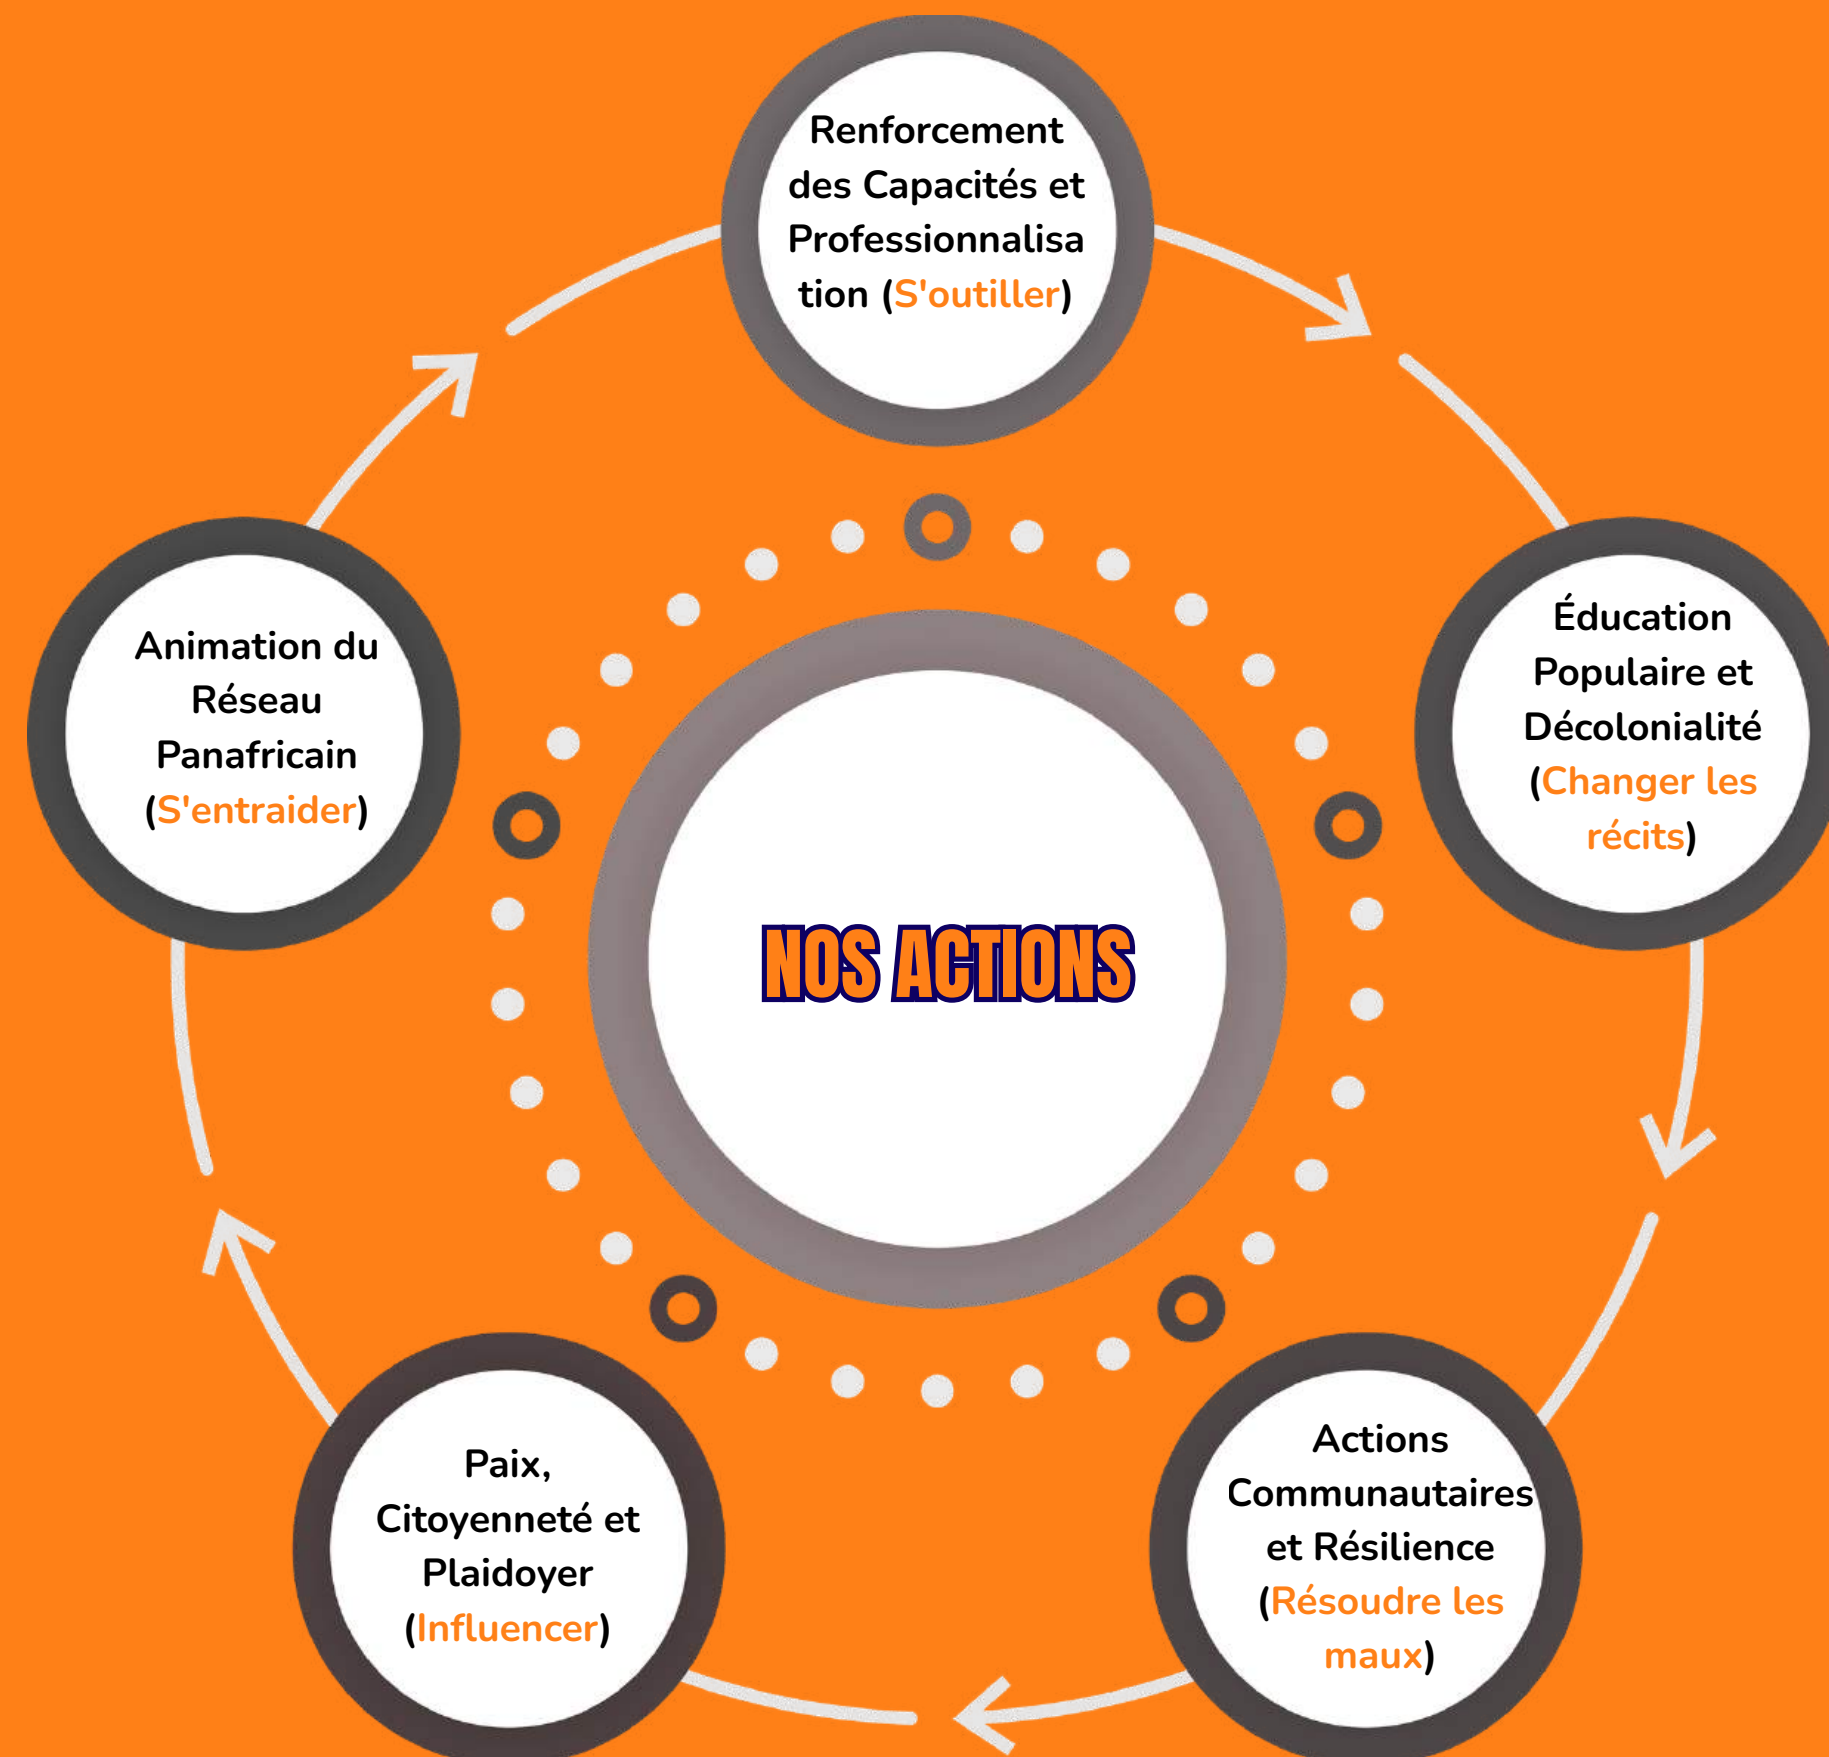 Renforcement
des Capacités et
Professionnalisa
tion (S'outiller)
Éducation
Populaire et
Décolonialité
(Changer les
récits)
Actions
Communautaires
et Résilience
(Résoudre les
maux)
Paix,
Citoyenneté et
Plaidoyer
(Influencer)
Animation du
Réseau
Panafricain
(S'entraider)
NOS ACTIONS